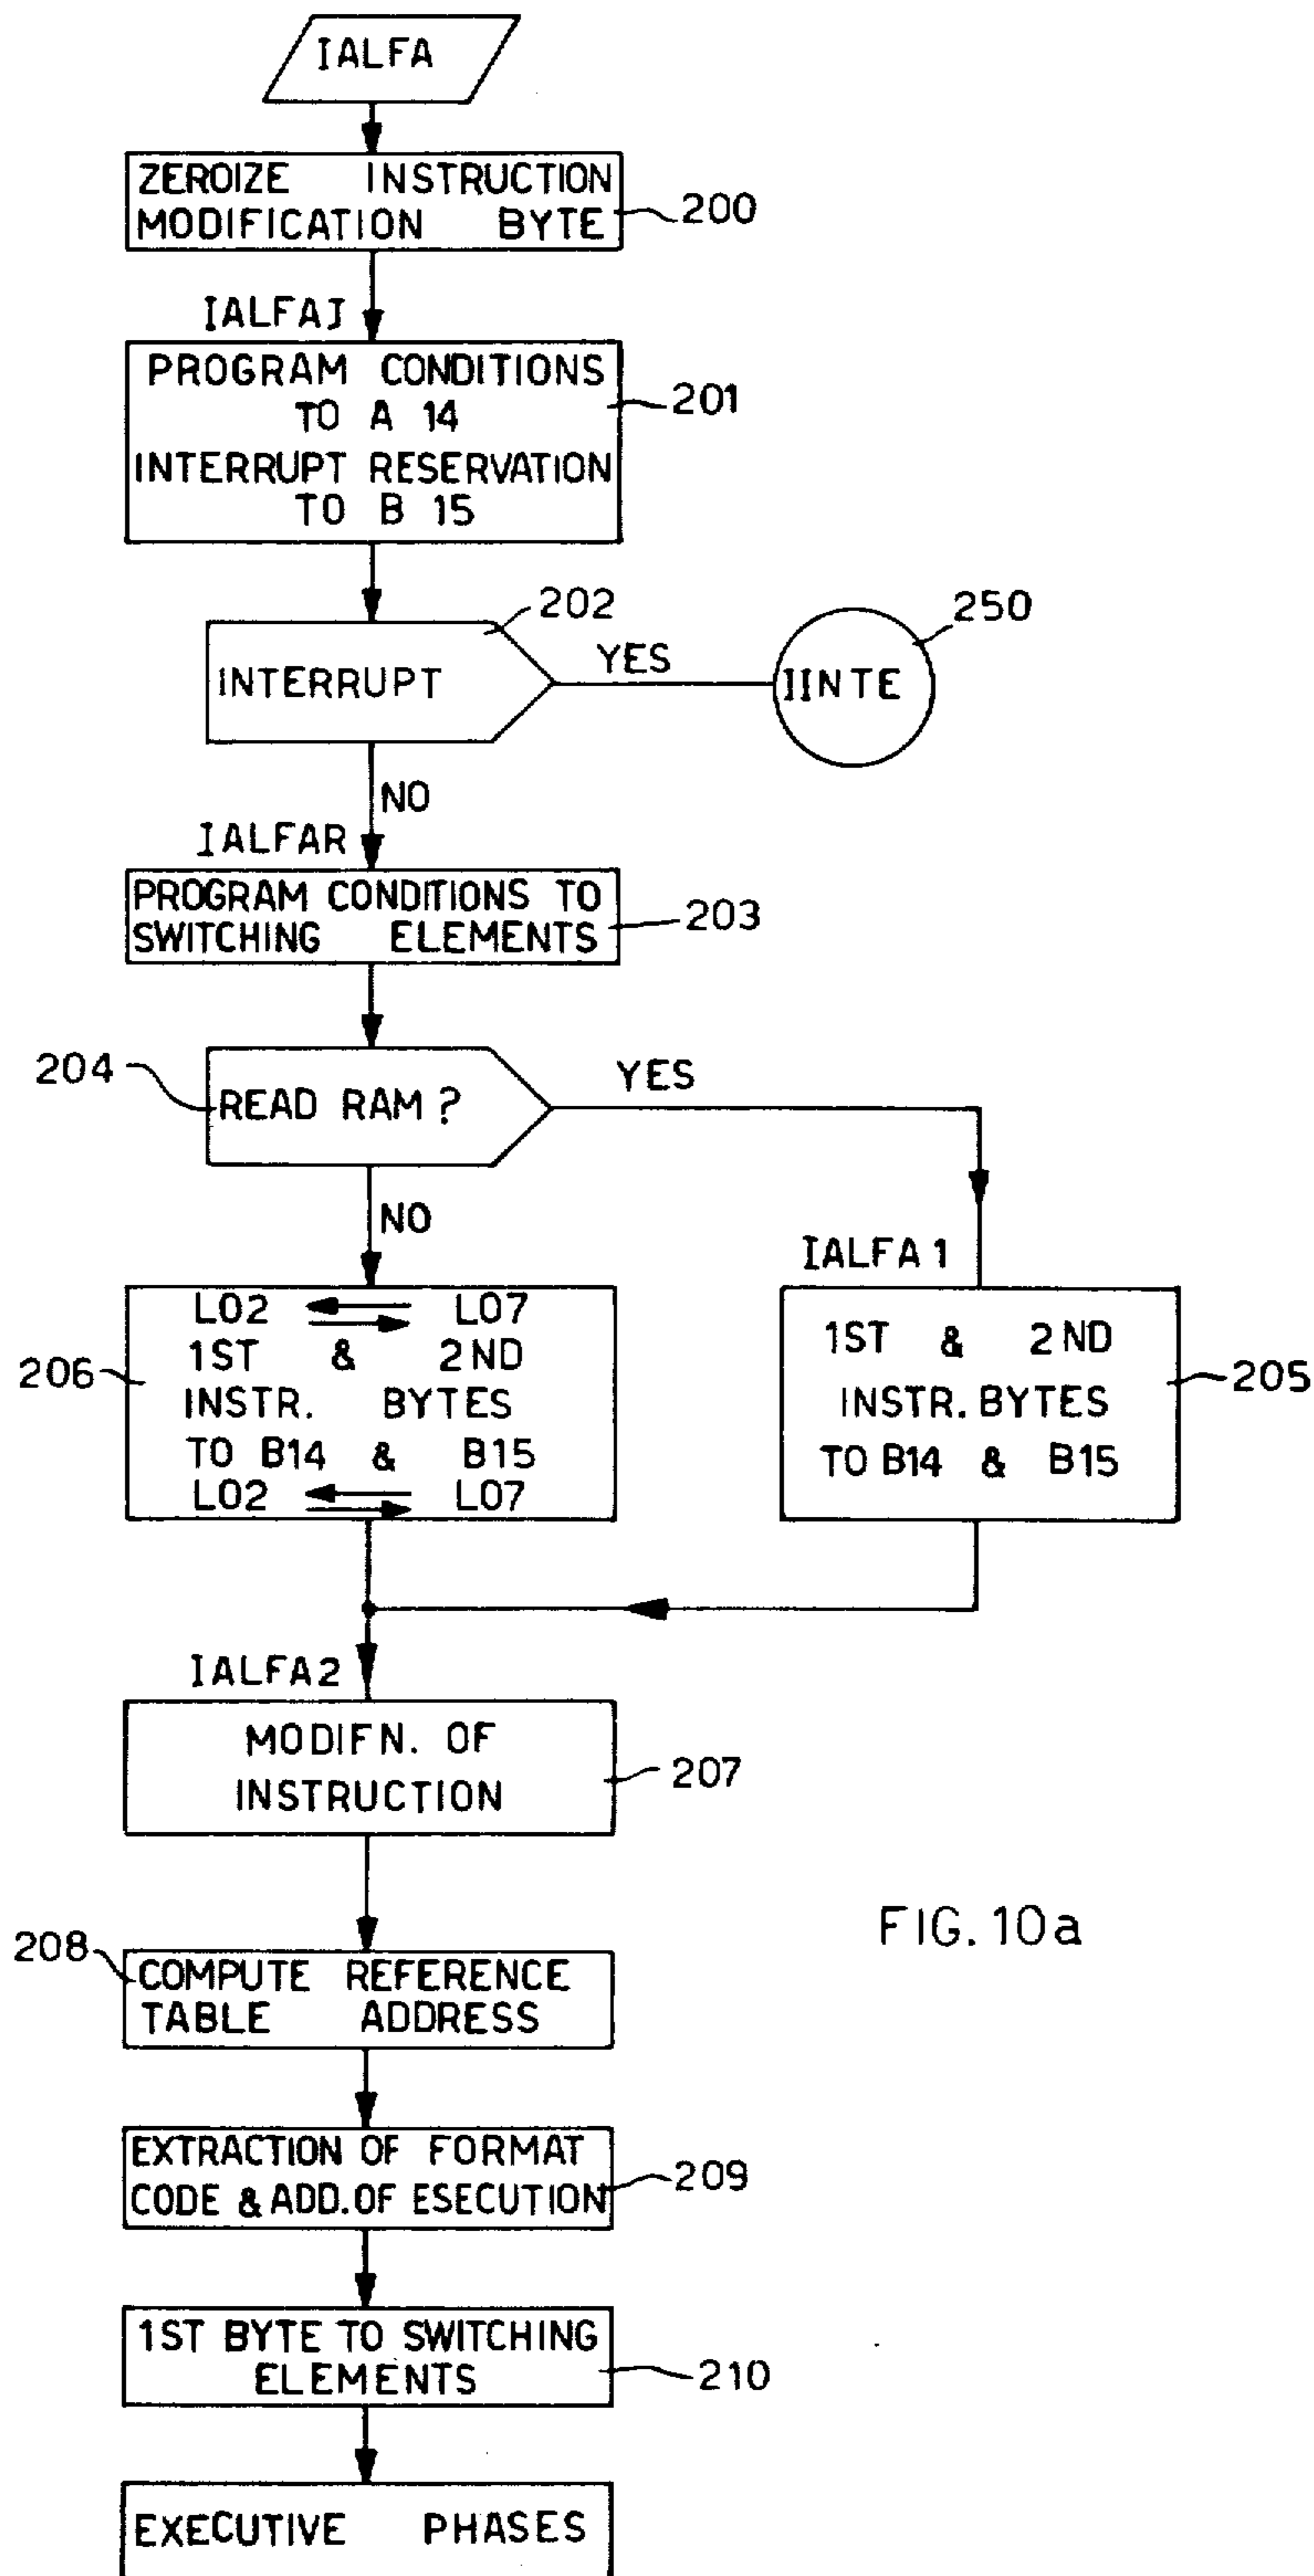 IALFA
ZEROIZE INSTRUCTION
MODIFICATION BYTE
200
IALFAJ
PROGRAM CONDITIONS
TO A 14
INTERRUPT RESERVATION
TO B 15
201
202
INTERRUPT
YES
250
IINTE
NO
IALFAR
PROGRAM CONDITIONS TO
SWITCHING ELEMENTS
203
204
READ RAM ?
YES
NO
IALFA 1
206
L02 L07
1ST & 2ND
INSTR. BYTES
TO B14 & B15
L02 L07
1ST & 2ND
INSTR. BYTES
TO B14 & B15
205
IALFA2
MODIFN. OF
INSTRUCTION
207
FIG. 10a
208
COMPUTE REFERENCE
TABLE ADDRESS
EXTRACTION OF FORMAT
CODE & ADD. OF ESECUTION
209
1ST BYTE TO SWITCHING
ELEMENTS
210
EXECUTIVE PHASES